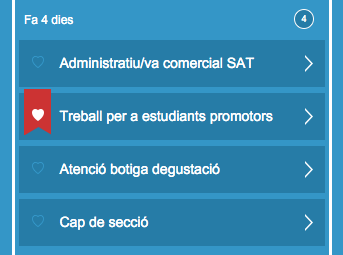 Fa 4 dies
4
Administratiu/va comercial SAT
Treball per a estudiants promotors
Atenció botiga degustació
Cap de secció